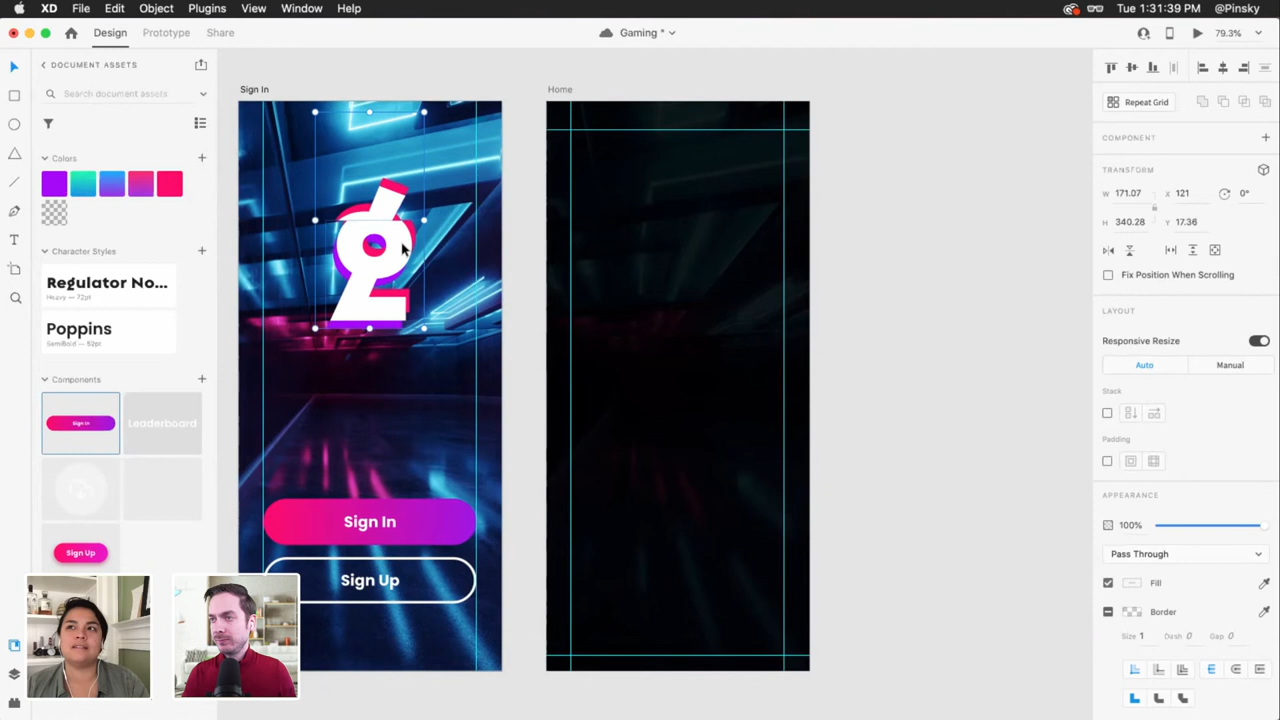 XD File Edit Object Plugins View Window Help Tue 1:31:39 PM @Pinsky
Design Prototype Share Gaming * 79.3%
DOCUMENT ASSETS
Search document assets
Colors
Character Styles
Regulator No...
Heavy — 72pt
Poppins
SemiBold — 52pt
Components
Sign In
Leaderboard
Sign Up
Sign In
Sign In
Sign Up
Home
Repeat Grid
COMPONENT
TRANSFORM
W 171.07 X 121 0°
H 340.28 Y 17.36
Fix Position When Scrolling
LAYOUT
Responsive Resize
Auto Manual
Stack
Padding
APPEARANCE
100%
Pass Through
Fill
Border
Size 1 Dash 0 Gap 0